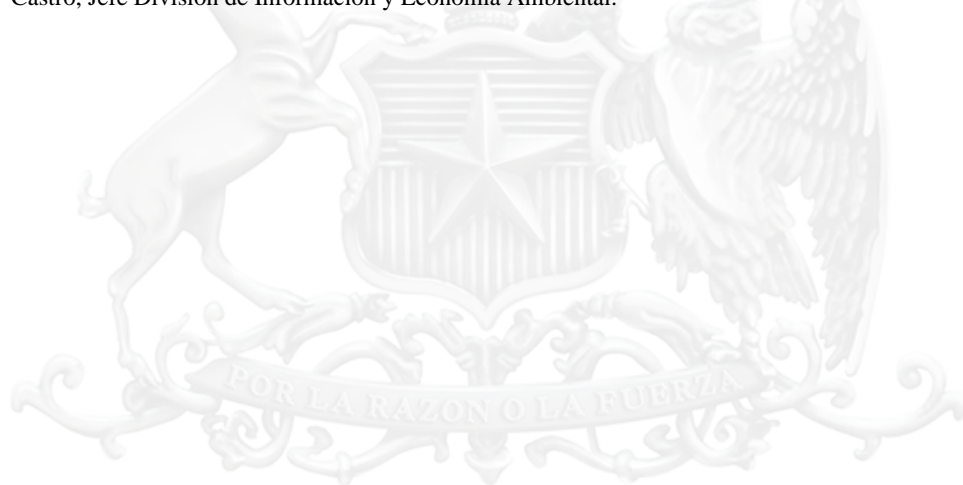 Castro, Jefe División de Información y Economía Ambiental.
POR LA RAZON O LA FUERZA